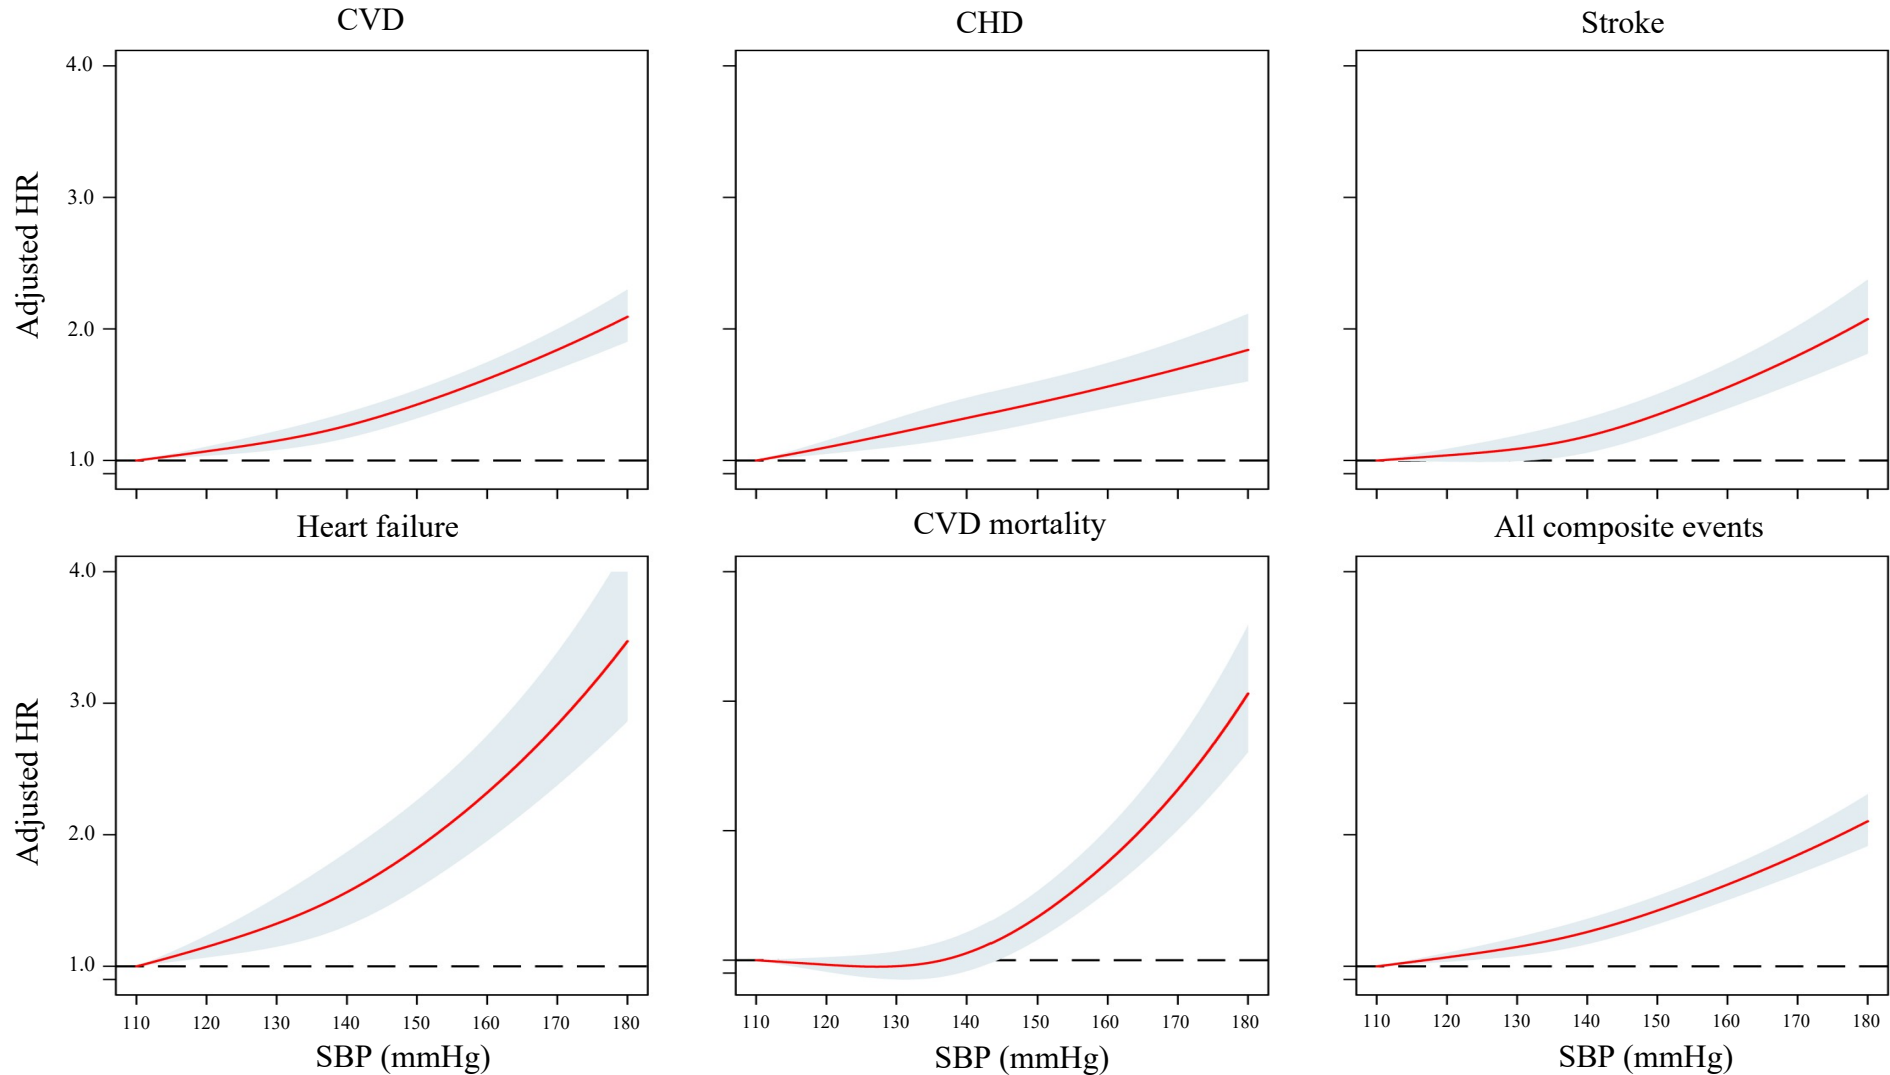 CVD
CHD
Stroke
4.0
3.0
2.0
1.0
Adjusted HR
Heart failure
CVD mortality
All composite events
4.0
3.0
2.0
1.0
Adjusted HR
110 120 130 140 150 160 170 180
110 120 130 140 150 160 170 180
110 120 130 140 150 160 170 180
SBP (mmHg)
SBP (mmHg)
SBP (mmHg)